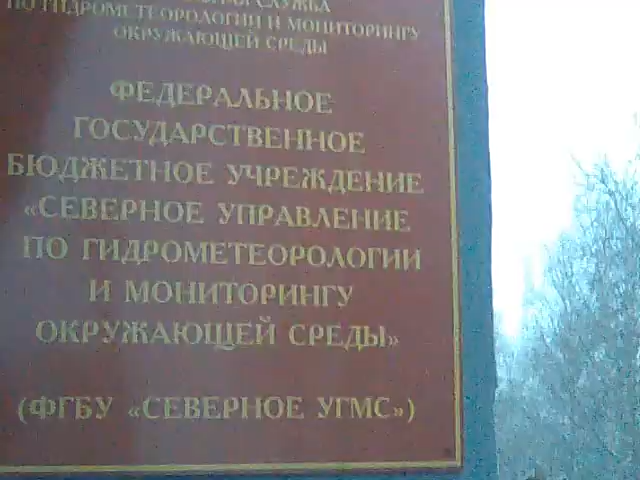 СЛУЖБА
ПО ГИДРОМЕТЕОРОЛОГИИ И МОНИТОРИНГУ
ОКРУЖАЮЩЕЙ СРЕДЫ
ФЕДЕРАЛЬНОЕ
ГОСУДАРСТВЕННОЕ
БЮДЖЕТНОЕ УЧРЕЖДЕНИЕ
«СЕВЕРНОЕ УПРАВЛЕНИЕ
ПО ГИДРОМЕТЕОРОЛОГИИ
И МОНИТОРИНГУ
ОКРУЖАЮЩЕЙ СРЕДЫ»
(ФГБУ «СЕВЕРНОЕ УГМС»)